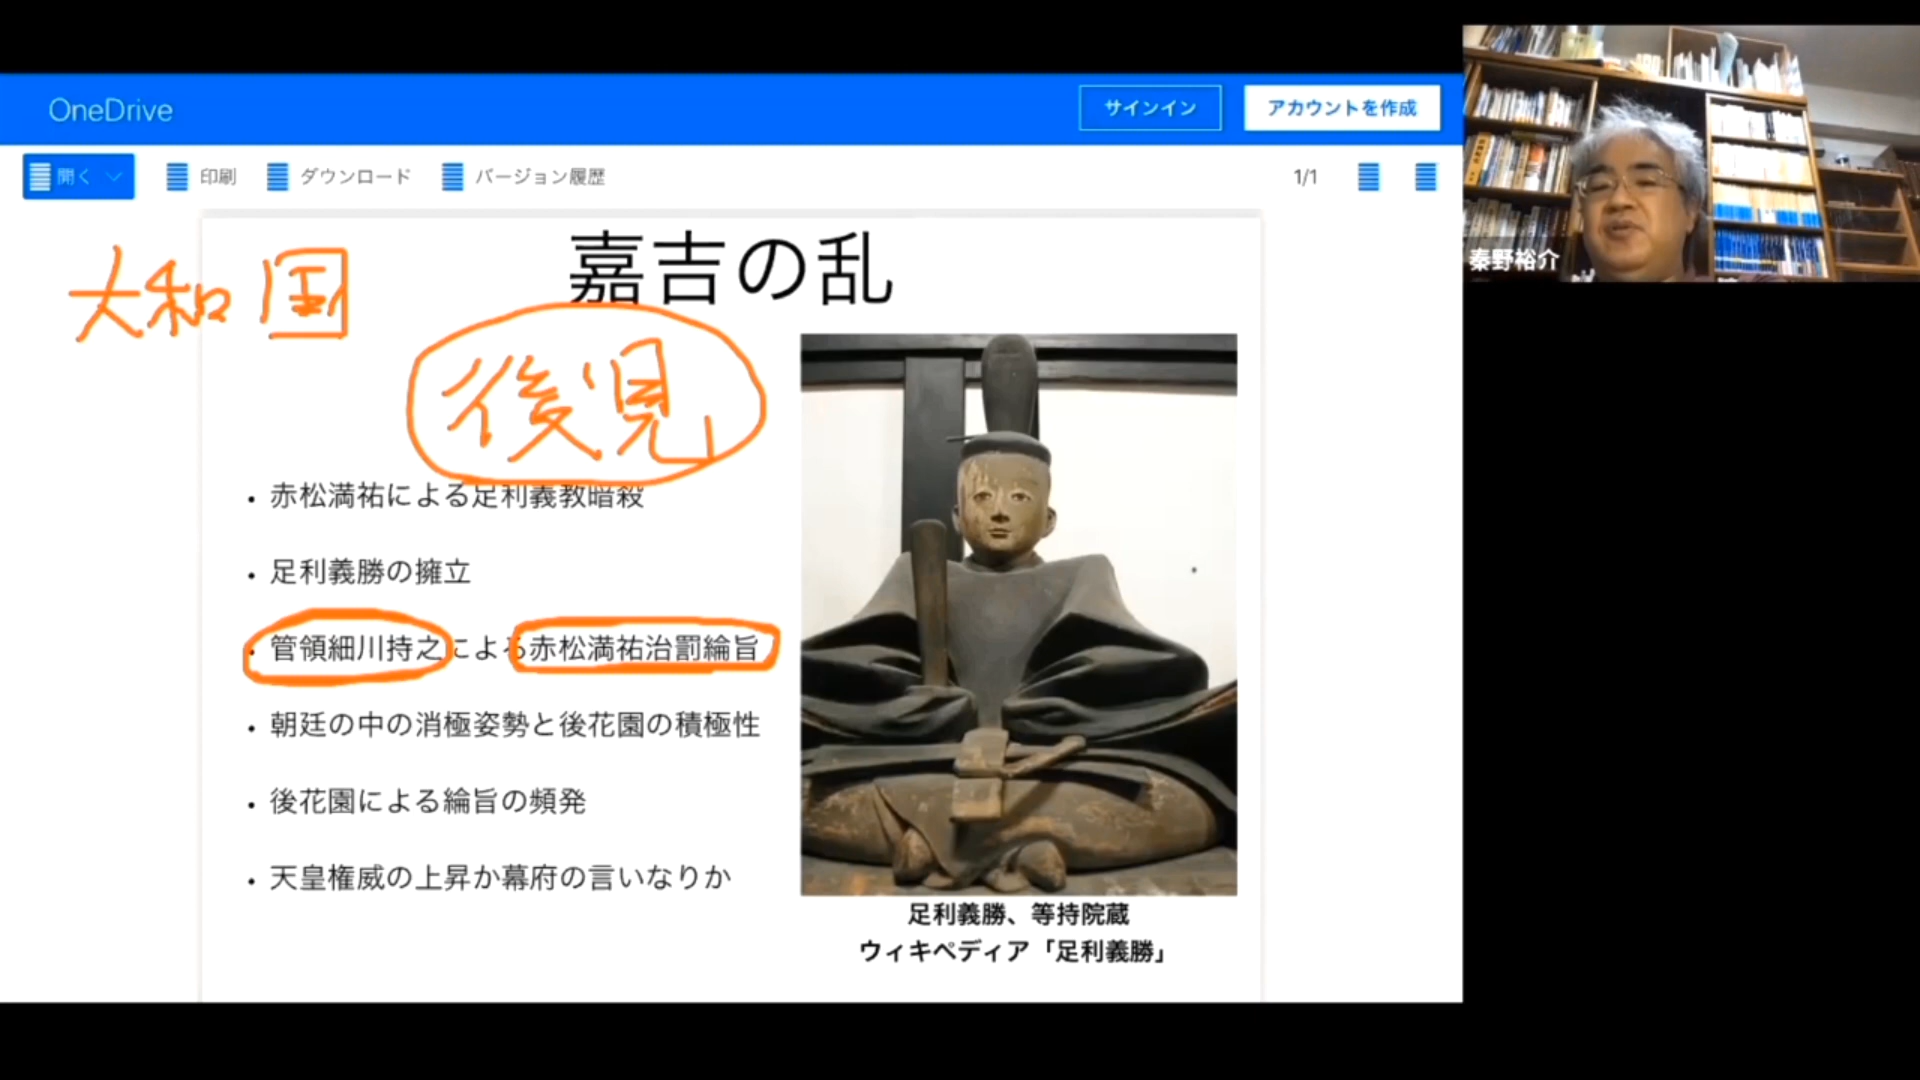 OneDrive
サインイン
アカウントを作成
開く
印刷
ダウンロード
バージョン履歴
1/1
秦野裕介
嘉吉の乱
大和国
後見
・赤松満祐による足利義教暗殺
・足利義勝の擁立
・管領細川持之による赤松満祐治罰綸旨
・朝廷の中の消極姿勢と後花園の積極性
・後花園による綸旨の頻発
・天皇権威の上昇か幕府の言いなりか
足利義勝、等持院蔵
ウィキペディア「足利義勝」